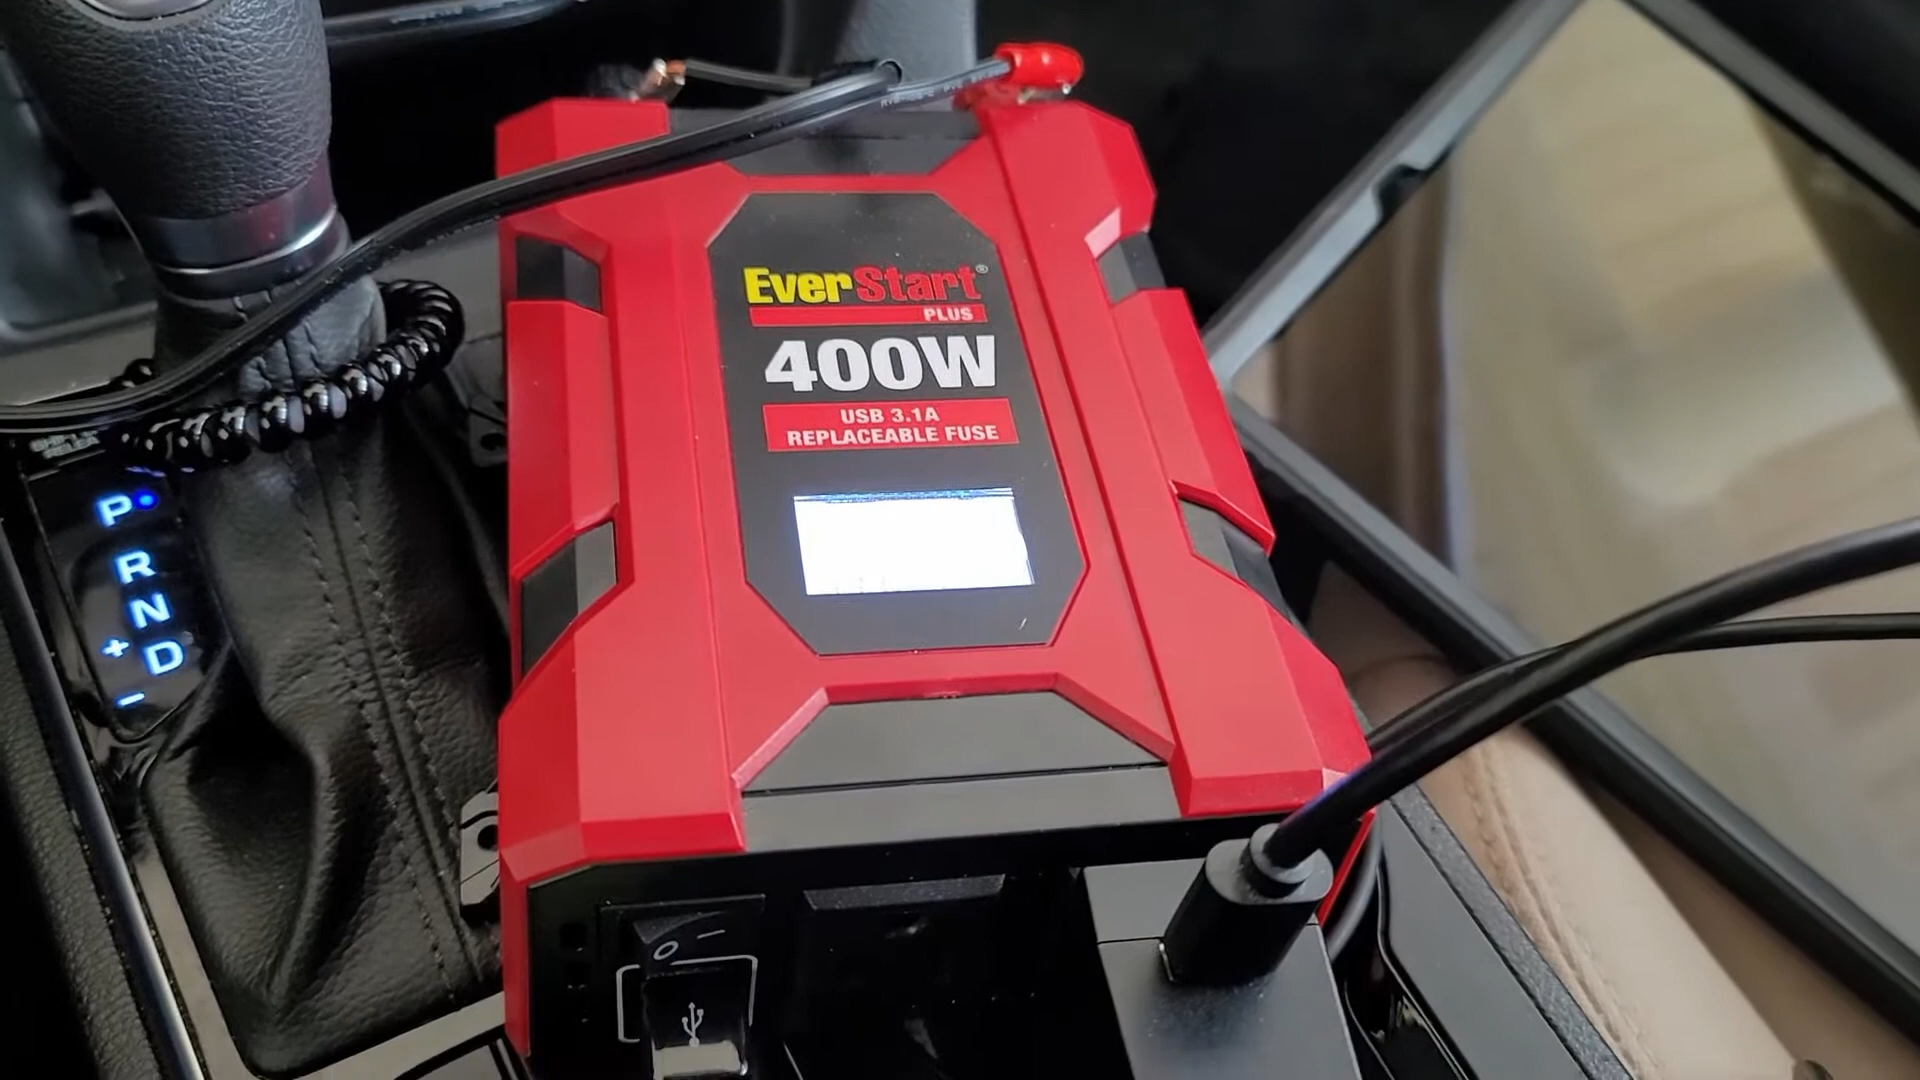 EverStart®
PLUS
400W
USB 3.1A
REPLACEABLE FUSE
P
R
N
+ D
-
O –